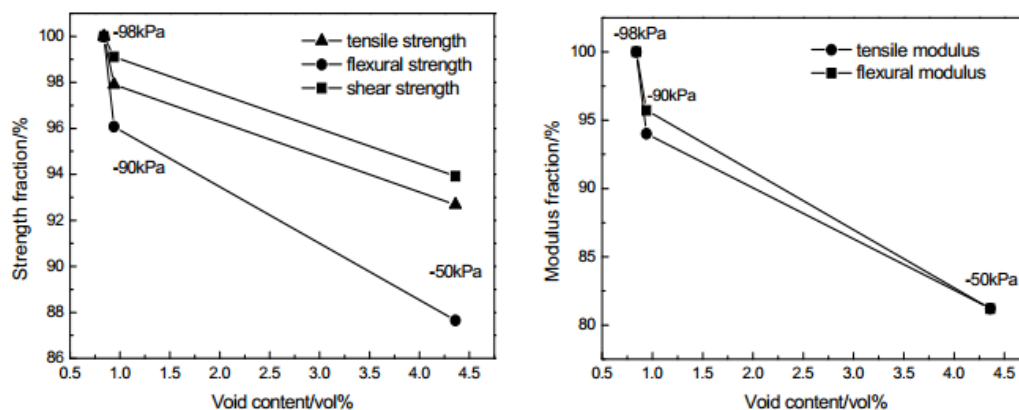 Strength fraction/%
100
98
96
94
92
90
88
86
-98kPa
-90kPa
-50kPa
tensile strength
flexural strength
shear strength
0.5 1.0 1.5 2.0 2.5 3.0 3.5 4.0 4.5
Void content/vol%
Modulus fraction/%
100
95
90
85
80
-98kPa
-90kPa
-50kPa
tensile modulus
flexural modulus
0.5 1.0 1.5 2.0 2.5 3.0 3.5 4.0 4.5
Void content/vol%